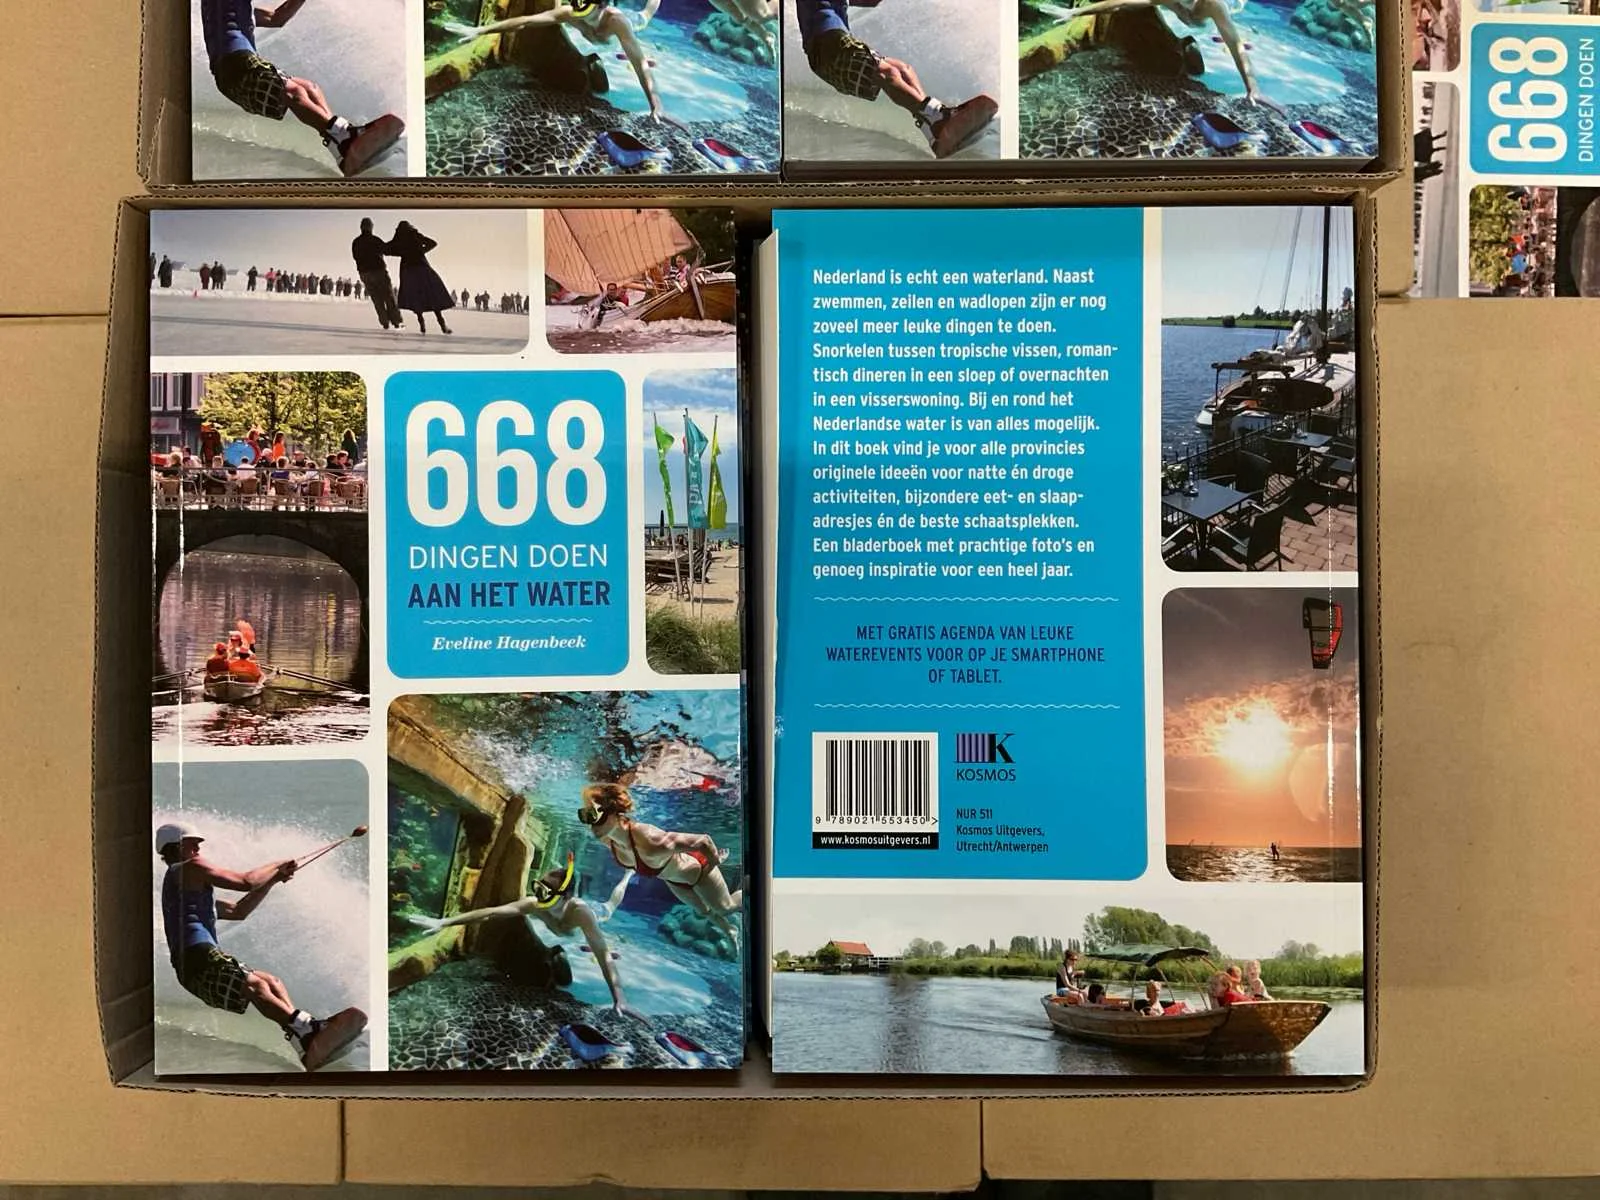 668
DINGEN DOEN
668
DINGEN DOEN
AAN HET WATER
Eveline Hagenbeek
Nederland is echt een waterland. Naast
zwemmen, zeilen en wadlopen zijn er nog
zoveel meer leuke dingen te doen.
Snorkelen tussen tropische vissen, roman-
tisch dineren in een sloep of overnachten
in een visserswoning. Bij en rond het
Nederlandse water is van alles mogelijk.
In dit boek vind je voor alle provincies
originele ideeën voor natte én droge
activiteiten, bijzondere eet- en slaap-
adresjes én de beste schaatsplekken.
Een bladerboek met prachtige foto's en
genoeg inspiratie voor een heel jaar.
MET GRATIS AGENDA VAN LEUKE
WATEREVENTS VOOR OP JE SMARTPHONE
OF TABLET.
9 789021 553450 >
www.kosmosuitgevers.nl
K
KOSMOS
NUR 511
Kosmos Uitgevers,
Utrecht/Antwerpen